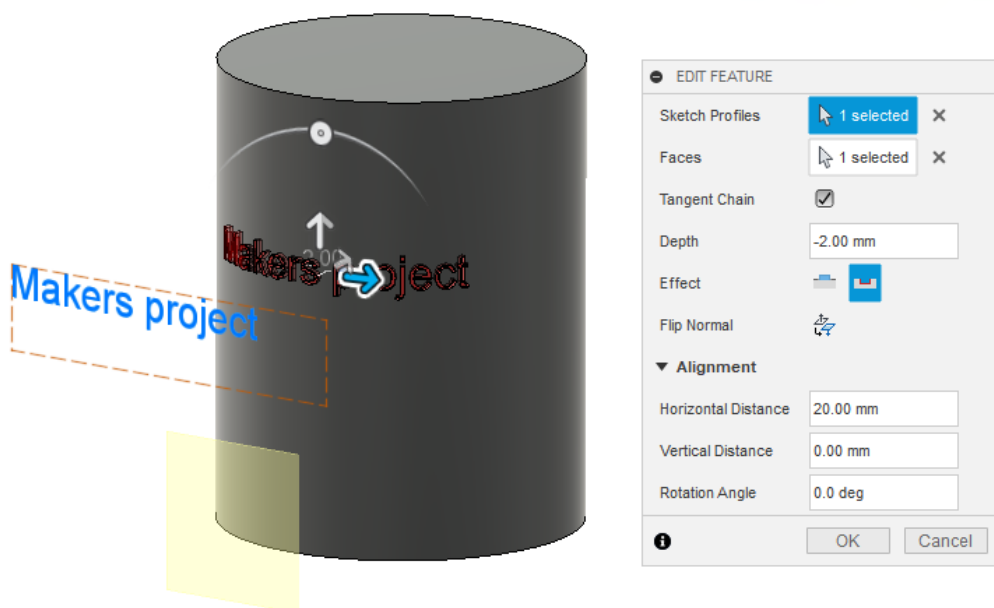 EDIT FEATURE
Sketch Profiles 1 selected
Faces 1 selected
Tangent Chain
Depth -2.00 mm
Effect
Flip Normal
Alignment
Horizontal Distance 20.00 mm
Vertical Distance 0.00 mm
Rotation Angle 0.0 deg
OK Cancel
Makers project
Makers project